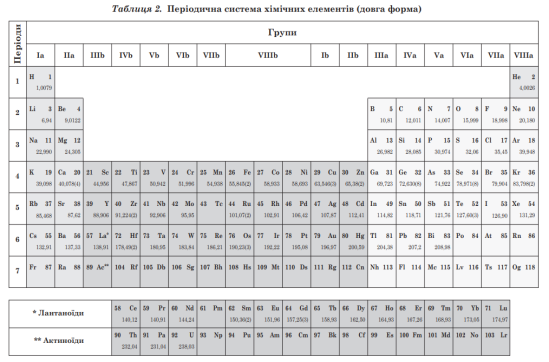 Таблиця 2. Періодична система хімічних елементів (довга форма)
Періоди
Групи
Iа IIа IIIb IVb Vb VIb VIIb VIIIb Ib IIb IIIа IVа Vа VIа VIIа VIIIа
1 H 1 He 2
1,0079 4,0026
2 Li 3 Be 4 B 5 C 6 N 7 O 8 F 9 Ne 10
6,94 9,0122 10,81 12,011 14,007 15,999 18,998 20,180
3 Na 11 Mg 12 Al 13 Si 14 P 15 S 16 Cl 17 Ar 18
22,990 24,305 26,982 28,085 30,974 32,06 35,45 39,948
4 K 19 Ca 20 21 Sc 22 Ti 23 V 24 Cr 25 Mn 26 Fe 27 Co 28 Ni 29 Cu 30 Zn Ga 31 Ge 32 As 33 Se 34 Br 35 Kr 36
39,098 40,078(4) 44,956 47,867 50,942 51,996 54,938 55,845(2) 58,933 58,693 63,546(3) 65,38(2) 69,723 72,630(8) 74,922 78,971(8) 79,904 83,798(2)
5 Rb 37 Sr 38 39 Y 40 Zr 41 Nb 42 Mo 43 Tc 44 Ru 45 Rh 46 Pd 47 Ag 48 Cd In 49 Sn 50 Sb 51 Te 52 I 53 Xe 54
85,468 87,62 88,906 91,224(2) 92,906 95,95 101,07(2) 102,91 106,42 107,87 112,41 114,82 118,71 121,76 127,60(3) 126,90 131,29
6 Cs 55 Ba 56 57 La* 72 Hf 73 Ta 74 W 75 Re 76 Os 77 Ir 78 Pt 79 Au 80 Hg Tl 81 Pb 82 Bi 83 Po 84 At 85 Rn 86
132,91 137,33 138,91 178,49(2) 180,95 183,84 186,21 190,23(3) 192,22 195,08 196,97 200,59 204,38 207,2 208,98
7 Fr 87 Ra 88 89 Ac** 104 Rf 105 Db 106 Sg 107 Bh 108 Hs 109 Mt 110 Ds 111 Rg 112 Cn Nh 113 Fl 114 Mc 115 Lv 116 Ts 117 Og 118
* Лантаноїди 58 Ce 59 Pr 60 Nd 61 Pm 62 Sm 63 Eu 64 Gd 65 Tb 66 Dy 67 Ho 68 Er 69 Tm 70 Yb 71 Lu
140,12 140,91 144,24 150,36(2) 151,96 157,25(3) 158,93 162,50 164,93 167,26 168,93 173,05 174,97
** Актиноїди 90 Th 91 Pa 92 U 93 Np 94 Pu 95 Am 96 Cm 97 Bk 98 Cf 99 Es 100 Fm 101 Md 102 No 103 Lr
232,04 231,04 238,03